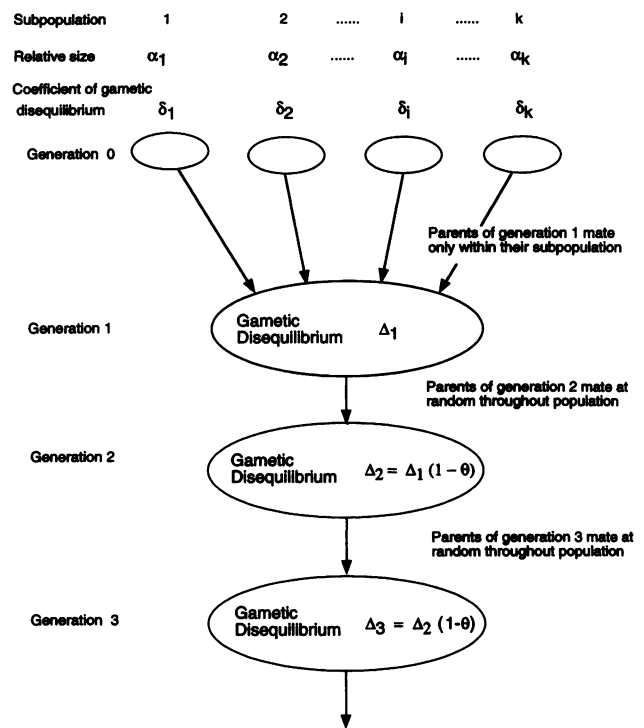 Subpopulation 1 2 ...... i ...... k
Relative size α1 α2 ...... αi ...... αk
Coefficient of gametic
disequilibrium δ1 δ2 δi δk
Generation 0
Parents of generation 1 mate
only within their subpopulation
Generation 1
Gametic
Disequilibrium Δ1
Parents of generation 2 mate at
random throughout population
Generation 2
Gametic
Disequilibrium Δ2 = Δ1 (1 – θ)
Parents of generation 3 mate at
random throughout population
Generation 3
Gametic
Disequilibrium Δ3 = Δ2 (1-θ)